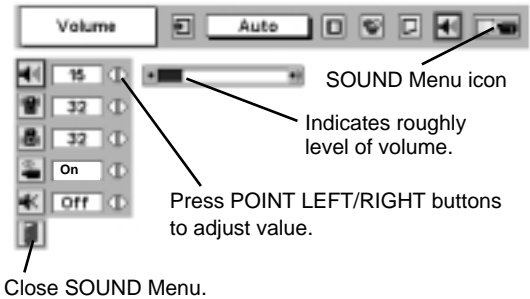 Volume
Auto
15
SOUND Menu icon
32
Indicates roughly
level of volume.
32
On
Off
Press POINT LEFT/RIGHT buttons
to adjust value.
Close SOUND Menu.